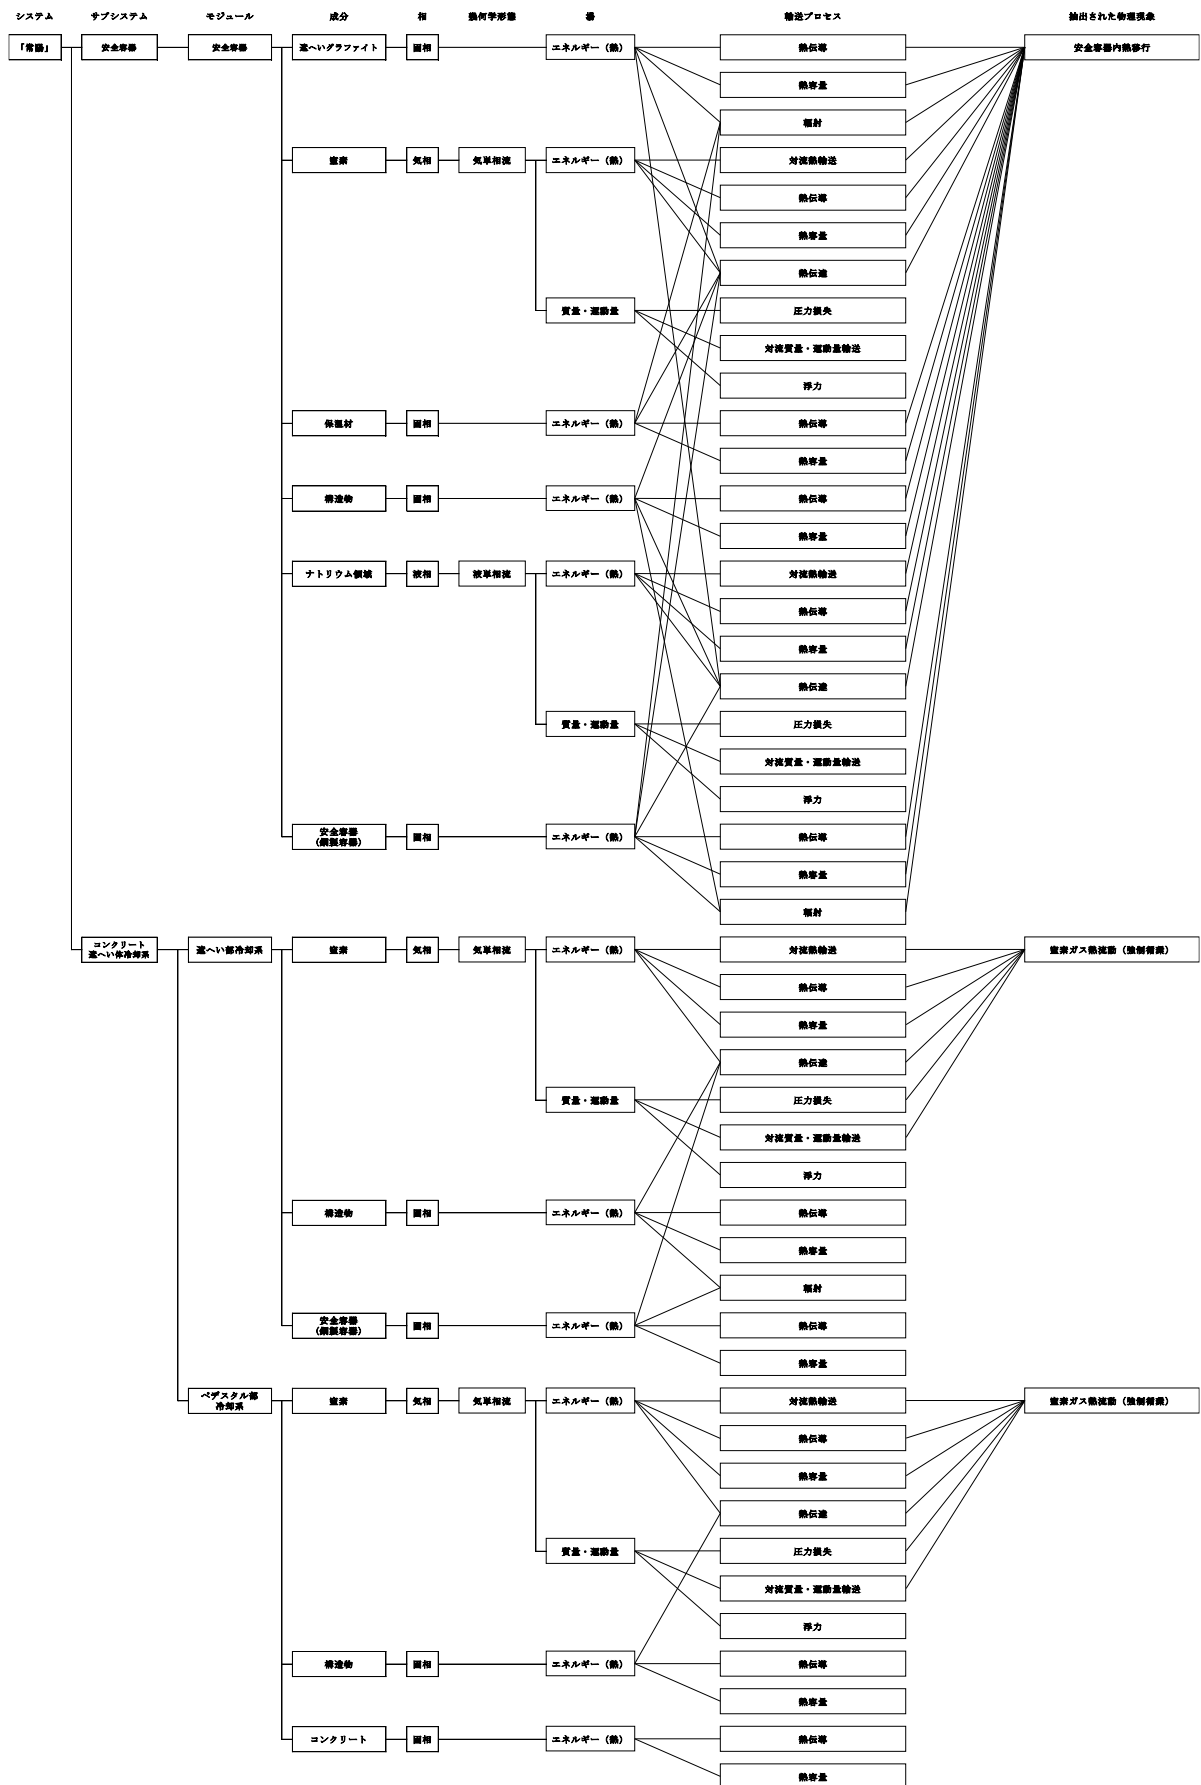 システム サブシステム モジュール 成分 相 幾何学形態 場 輸送プロセス 抽出された物理現象
「常陽」 安全容器 安全容器 遮へいグラファイト 固相 エネルギー（熱） 熱伝導 安全容器内熱移行
熱容量
輻射
窒素 気相 気単相流 エネルギー（熱） 対流熱輸送
熱伝導
熱容量
熱伝達
質量・運動量 圧力損失
対流質量・運動量輸送
浮力
保温材 固相 エネルギー（熱） 熱伝導
熱容量
構造物 固相 エネルギー（熱） 熱伝導
熱容量
ナトリウム領域 液相 液単相流 エネルギー（熱） 対流熱輸送
熱伝導
熱容量
熱伝達
質量・運動量 圧力損失
対流質量・運動量輸送
浮力
安全容器
（鋼製容器） 固相 エネルギー（熱） 熱伝導
熱容量
輻射
コンクリート
遮へい体冷却系 遮へい部冷却系 窒素 気相 気単相流 エネルギー（熱） 対流熱輸送 窒素ガス熱流動（強制循環）
熱伝導
熱容量
熱伝達
質量・運動量 圧力損失
対流質量・運動量輸送
浮力
構造物 固相 エネルギー（熱） 熱伝導
熱容量
輻射
安全容器
（鋼製容器） 固相 エネルギー（熱） 熱伝導
熱容量
ペデスタル部
冷却系 窒素 気相 気単相流 エネルギー（熱） 対流熱輸送 窒素ガス熱流動（強制循環）
熱伝導
熱容量
熱伝達
質量・運動量 圧力損失
対流質量・運動量輸送
浮力
構造物 固相 エネルギー（熱） 熱伝導
熱容量
コンクリート 固相 エネルギー（熱） 熱伝導
熱容量